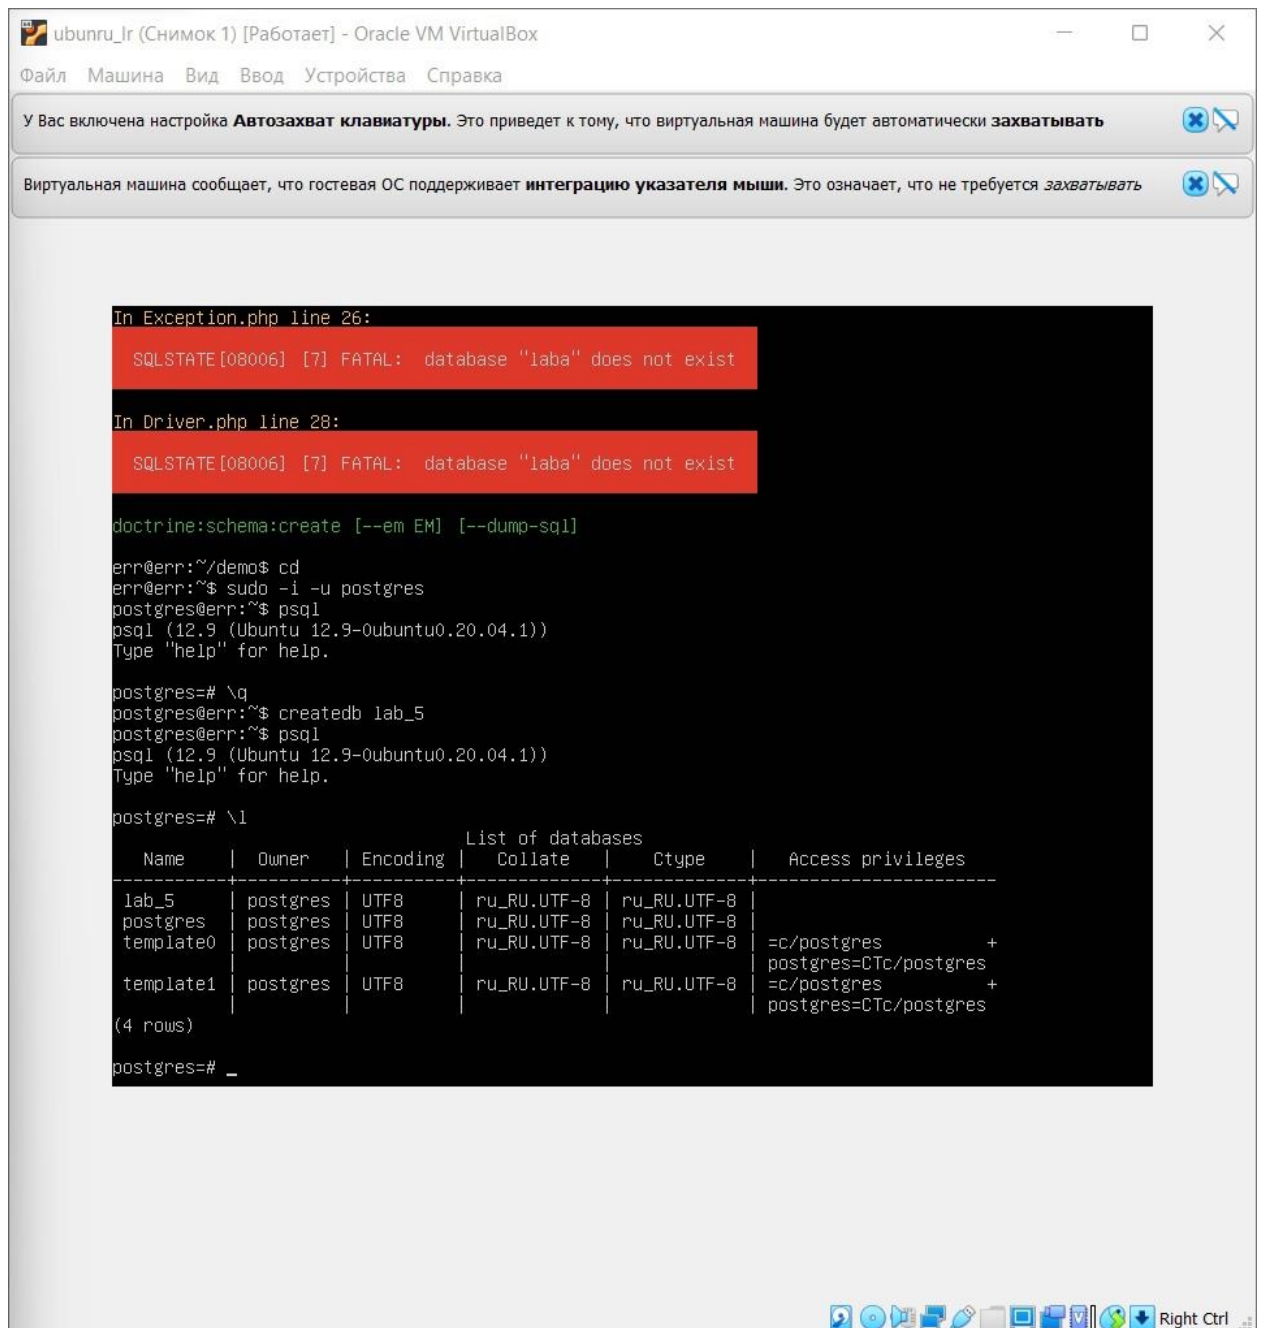 ubunru_lr (Снимок 1) [Работает] - Oracle VM VirtualBox
Файл Машина Вид Ввод Устройства Справка
У Вас включена настройка Автозахват клавиатуры. Это приведет к тому, что виртуальная машина будет автоматически захватывать
Виртуальная машина сообщает, что гостевая ОС поддерживает интеграцию указателя мыши. Это означает, что не требуется захватывать
In Exception.php line 26:
SQLSTATE[08006] [7] FATAL:  database "laba" does not exist
In Driver.php line 28:
SQLSTATE[08006] [7] FATAL:  database "laba" does not exist
doctrine:schema:create [--em EM] [--dump-sql]
err@err:~/demo$ cd
err@err:~$ sudo -i -u postgres
postgres@err:~$ psql
psql (12.9 (Ubuntu 12.9-0ubuntu0.20.04.1))
Type "help" for help.
postgres=# \q
postgres@err:~$ createdb lab_5
postgres@err:~$ psql
psql (12.9 (Ubuntu 12.9-0ubuntu0.20.04.1))
Type "help" for help.
postgres=# \l
List of databases
Name | Owner | Encoding | Collate | Ctype | Access privileges
-----------+----------+----------+-------------+-------------+-----------------------
lab_5 | postgres | UTF8 | ru_RU.UTF-8 | ru_RU.UTF-8 |
postgres | postgres | UTF8 | ru_RU.UTF-8 | ru_RU.UTF-8 |
template0 | postgres | UTF8 | ru_RU.UTF-8 | ru_RU.UTF-8 | =c/postgres +
| | | | | postgres=CTc/postgres
template1 | postgres | UTF8 | ru_RU.UTF-8 | ru_RU.UTF-8 | =c/postgres +
| | | | | postgres=CTc/postgres
(4 rows)
postgres=# _
Right Ctrl